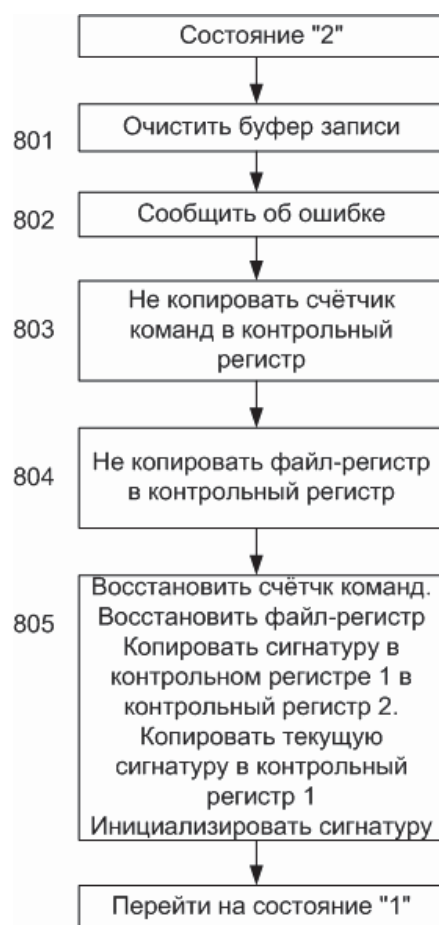 Состояние "2"
801
Очистить буфер записи
802
Сообщить об ошибке
803
Не копировать счётчик
команд в контрольный
регистр
804
Не копировать файл-регистр
в контрольный регистр
805
Восстановить счётчк команд.
Восстановить файл-регистр
Копировать сигнатуру в
контрольном регистре 1 в
контрольный регистр 2.
Копировать текущую
сигнатуру в контрольный
регистр 1
Инициализировать сигнатуру
Перейти на состояние "1"